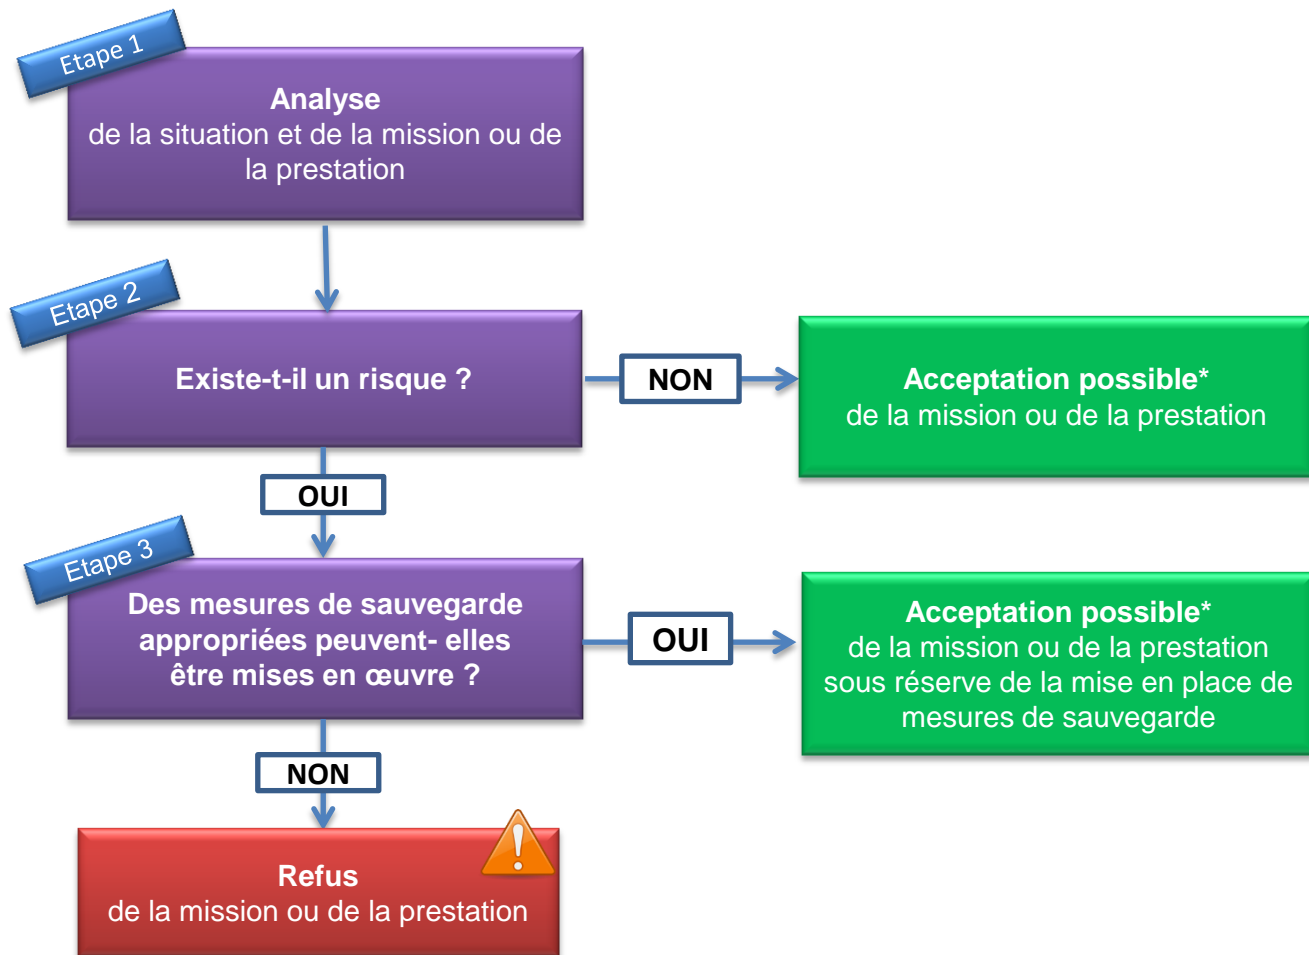 Etape 1
Analyse
de la situation et de la mission ou de
la prestation
Etape 2
Existe-t-il un risque ?
NON
Acceptation possible*
de la mission ou de la prestation
OUI
Etape 3
Des mesures de sauvegarde
appropriées peuvent- elles
être mises en œuvre ?
OUI
Acceptation possible*
de la mission ou de la prestation
sous réserve de la mise en place de
mesures de sauvegarde
NON
Refus
de la mission ou de la prestation